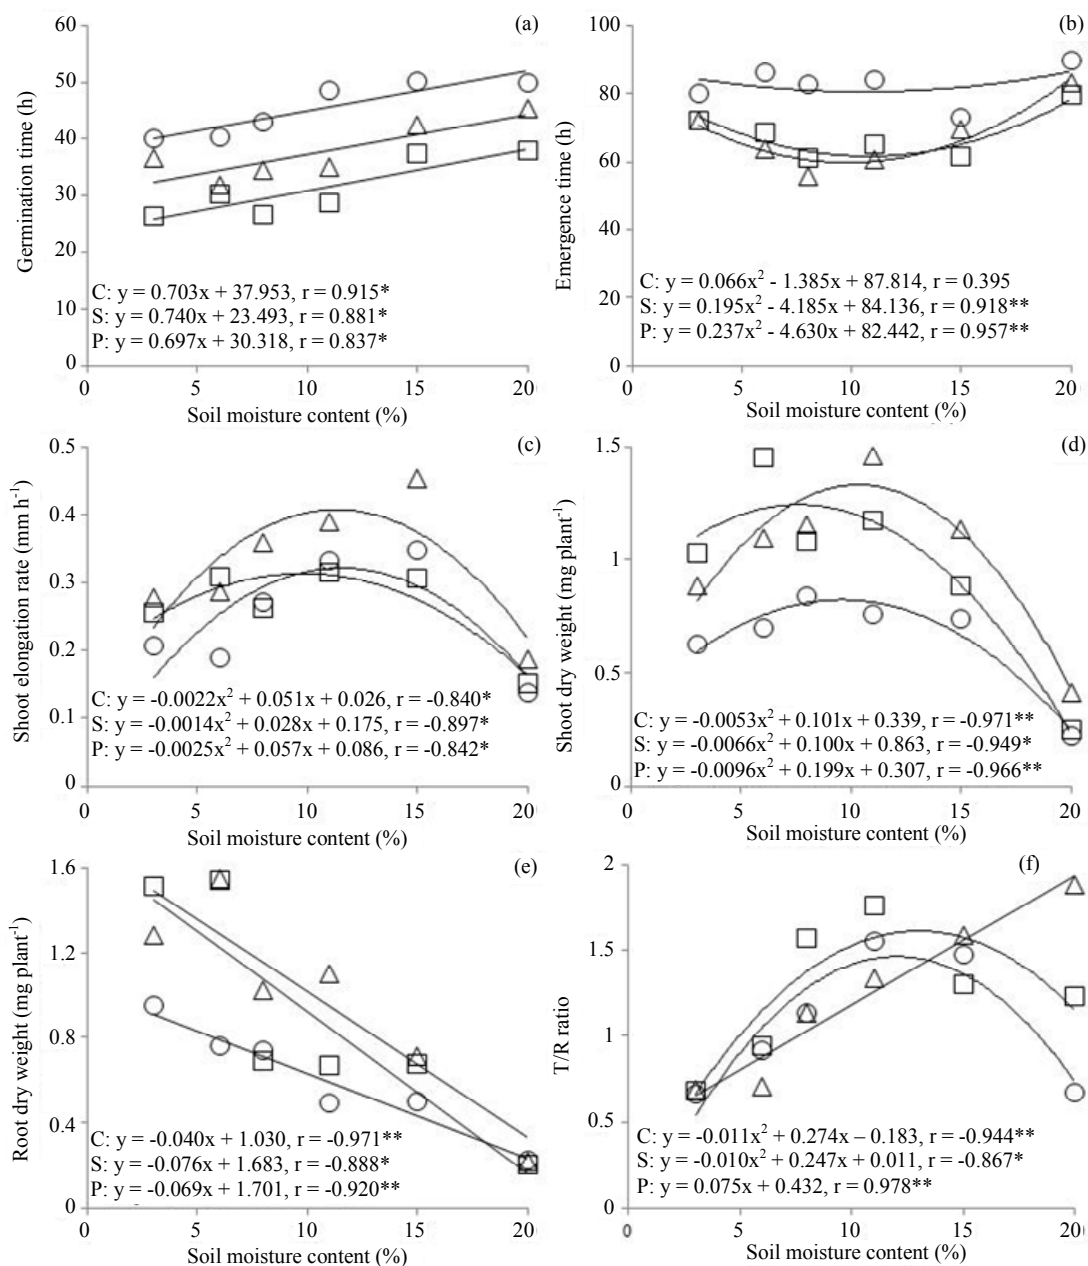 (a)
60
50
40
30
20
10
0
Germination time (h)
C: y = 0.703x + 37.953, r = 0.915*
S: y = 0.740x + 23.493, r = 0.881*
P: y = 0.697x + 30.318, r = 0.837*
0 5 10 15 20
Soil moisture content (%)
(b)
100
80
60
40
20
0
Emergence time (h)
C: y = 0.066x² - 1.385x + 87.814, r = 0.395
S: y = 0.195x² - 4.185x + 84.136, r = 0.918**
P: y = 0.237x² - 4.630x + 82.442, r = 0.957**
0 5 10 15 20
Soil moisture content (%)
(c)
0.5
0.4
0.3
0.2
0.1
0
Shoot elongation rate (mm h⁻¹)
C: y = -0.0022x² + 0.051x + 0.026, r = -0.840*
S: y = -0.0014x² + 0.028x + 0.175, r = -0.897*
P: y = -0.0025x² + 0.057x + 0.086, r = -0.842*
0 5 10 15 20
Soil moisture content (%)
(d)
1.5
1
0.5
0
Shoot dry weight (mg plant⁻¹)
C: y = -0.0053x² + 0.101x + 0.339, r = -0.971**
S: y = -0.0066x² + 0.100x + 0.863, r = -0.949*
P: y = -0.0096x² + 0.199x + 0.307, r = -0.966**
0 5 10 15 20
Soil moisture content (%)
(e)
1.6
1.2
0.8
0.4
0
Root dry weight (mg plant⁻¹)
C: y = -0.040x + 1.030, r = -0.971**
S: y = -0.076x + 1.683, r = -0.888*
P: y = -0.069x + 1.701, r = -0.920**
0 5 10 15 20
Soil moisture content (%)
(f)
2
1.5
1
0.5
0
T/R ratio
C: y = -0.011x² + 0.274x – 0.183, r = -0.944**
S: y = -0.010x² + 0.247x + 0.011, r = -0.867*
P: y = 0.075x + 0.432, r = 0.978**
0 5 10 15 20
Soil moisture content (%)